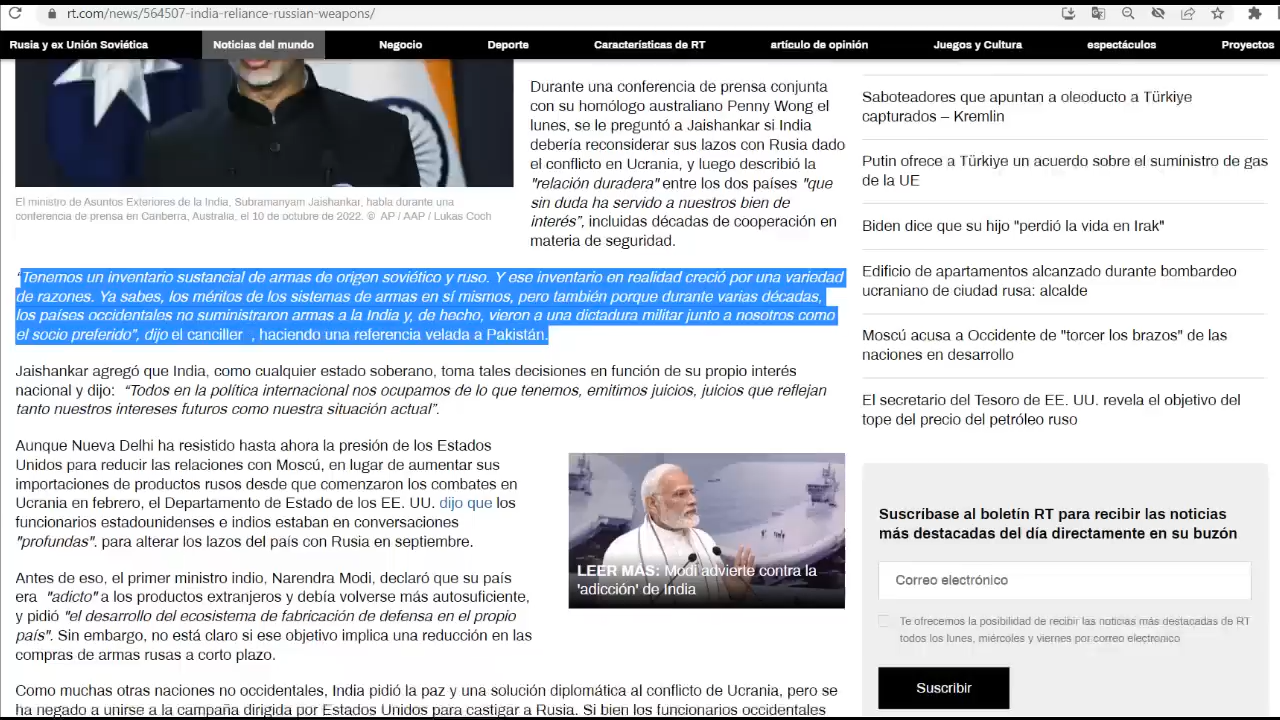 rt.com/news/564507-india-reliance-russian-weapons/
Rusia y ex Unión Soviética
Noticias del mundo
Negocio
Deporte
Características de RT
artículo de opinión
Juegos y Cultura
espectáculos
Proyectos
El ministro de Asuntos Exteriores de la India, Subramanyam Jaishankar, habla durante una
conferencia de prensa en Canberra, Australia, el 10 de octubre de 2022. © AP / AAP / Lukas Coch
Durante una conferencia de prensa conjunta
con su homólogo australiano Penny Wong el
lunes, se le preguntó a Jaishankar si India
debería reconsiderar sus lazos con Rusia dado
el conflicto en Ucrania, y luego describió la
"relación duradera" entre los dos países "que
sin duda ha servido a nuestros bien de
interés”, incluidas décadas de cooperación en
materia de seguridad.
“Tenemos un inventario sustancial de armas de origen soviético y ruso. Y ese inventario en realidad creció por una variedad
de razones. Ya sabes, los méritos de los sistemas de armas en sí mismos, pero también porque durante varias décadas,
los países occidentales no suministraron armas a la India y, de hecho, vieron a una dictadura militar junto a nosotros como
el socio preferido”, dijo el canciller , haciendo una referencia velada a Pakistán.
Jaishankar agregó que India, como cualquier estado soberano, toma tales decisiones en función de su propio interés
nacional y dijo: “Todos en la política internacional nos ocupamos de lo que tenemos, emitimos juicios, juicios que reflejan
tanto nuestros intereses futuros como nuestra situación actual”.
Aunque Nueva Delhi ha resistido hasta ahora la presión de los Estados
Unidos para reducir las relaciones con Moscú, en lugar de aumentar sus
importaciones de productos rusos desde que comenzaron los combates en
Ucrania en febrero, el Departamento de Estado de los EE. UU. dijo que los
funcionarios estadounidenses e indios estaban en conversaciones
"profundas". para alterar los lazos del país con Rusia en septiembre.
LEER MÁS: Modi advierte contra la
'adicción' de India
Antes de eso, el primer ministro indio, Narendra Modi, declaró que su país
era "adicto" a los productos extranjeros y debía volverse más autosuficiente,
y pidió "el desarrollo del ecosistema de fabricación de defensa en el propio
país". Sin embargo, no está claro si ese objetivo implica una reducción en las
compras de armas rusas a corto plazo.
Como muchas otras naciones no occidentales, India pidió la paz y una solución diplomática al conflicto de Ucrania, pero se
ha negado a unirse a la campaña dirigida por Estados Unidos para castigar a Rusia. Si bien los funcionarios occidentales
Saboteadores que apuntan a oleoducto a Türkiye
capturados – Kremlin
Putin ofrece a Türkiye un acuerdo sobre el suministro de gas
de la UE
Biden dice que su hijo "perdió la vida en Irak"
Edificio de apartamentos alcanzado durante bombardeo
ucraniano de ciudad rusa: alcalde
Moscú acusa a Occidente de "torcer los brazos" de las
naciones en desarrollo
El secretario del Tesoro de EE. UU. revela el objetivo del
tope del precio del petróleo ruso
Suscríbase al boletín RT para recibir las noticias
más destacadas del día directamente en su buzón
Correo electrónico
Te ofrecemos la posibilidad de recibir las noticias más destacadas de RT
todos los lunes, miércoles y viernes por correo electronico
Suscribir